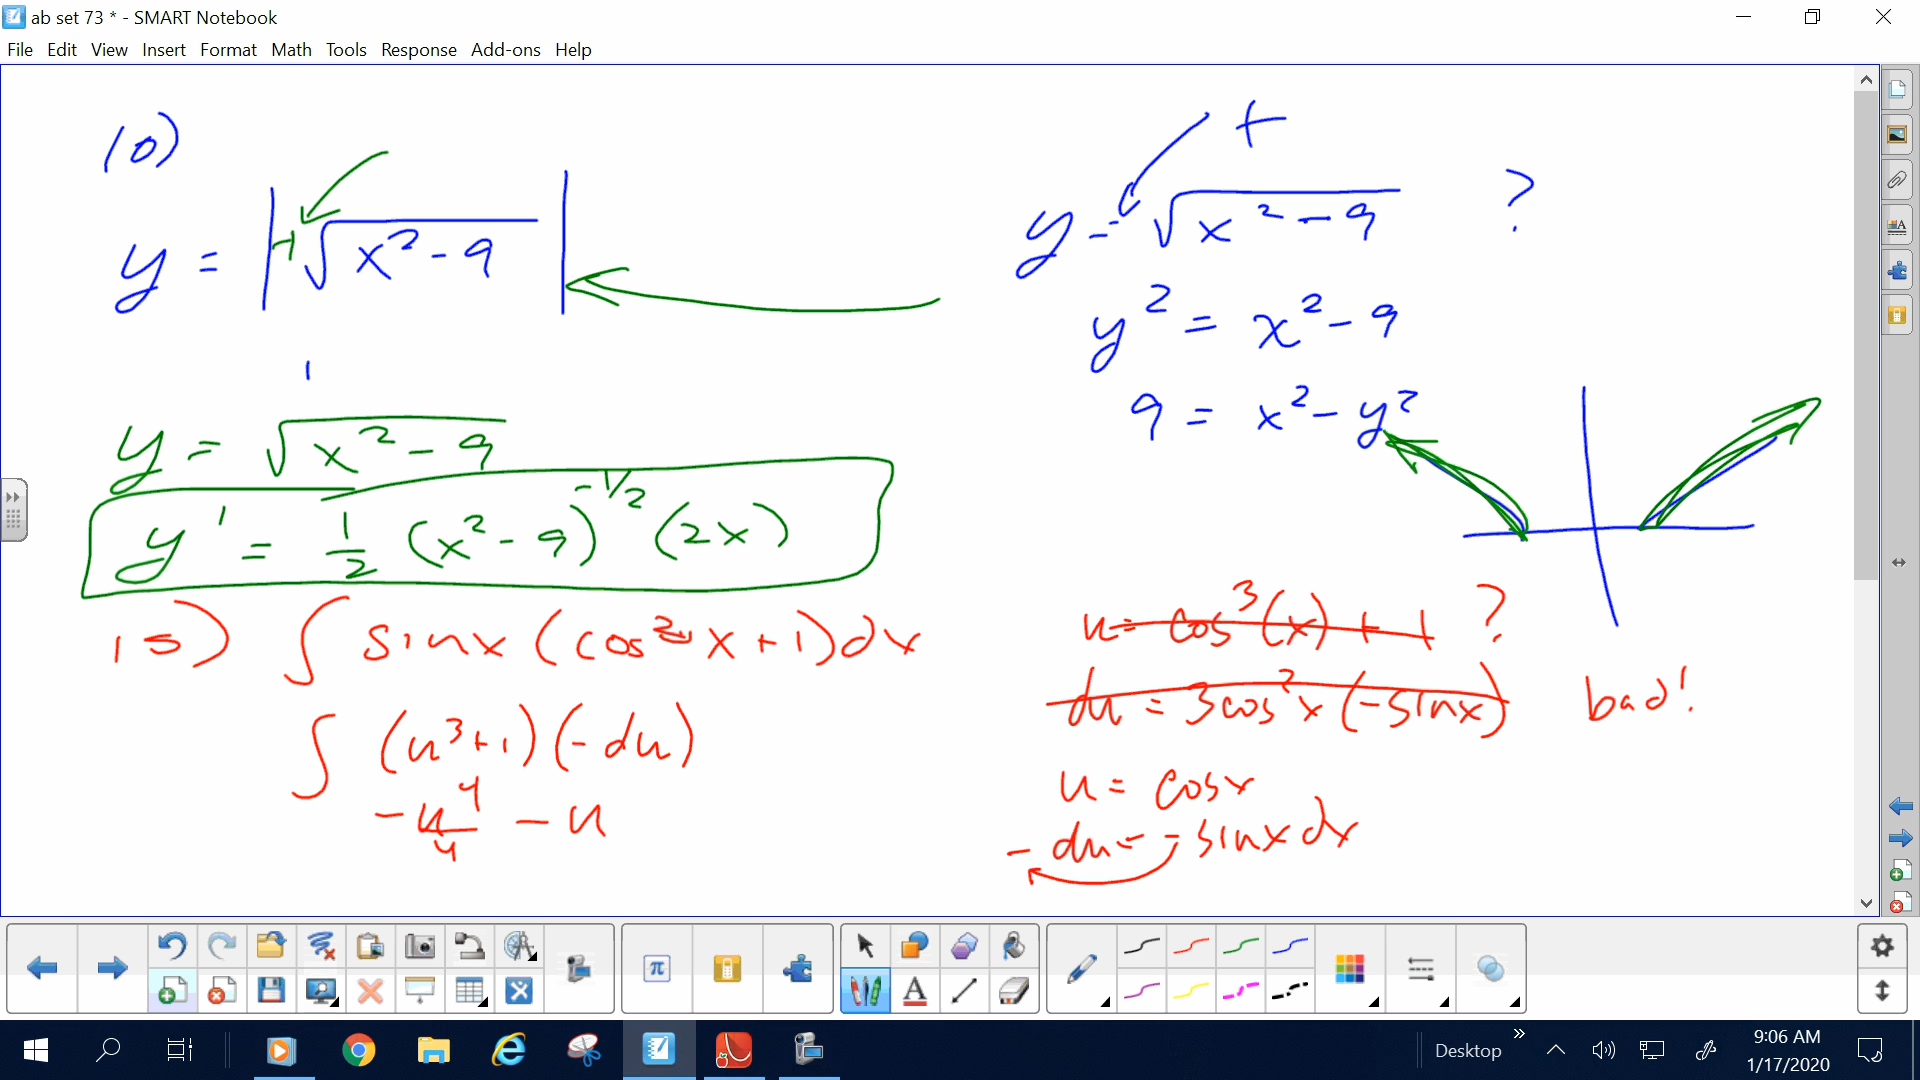 ab set 73 * - SMART Notebook
File Edit View Insert Format Math Tools Response Add-ons Help
10)
y = |+√(x² - 9)|
y = √(x² - 9)
y' = 1/2 (x² - 9)^(-1/2) (2x)
+
y = √(x² - 9) ?
y² = x² - 9
9 = x² - y²
15) ∫ sinx (cos x + 1) dx
∫ (u³ + 1)(-du)
-u⁴/4 - u
u = cos³(x) + 1 ?
du = 3cos²x (-sinx) bad!
u = cosx
- du = -sinx dx
π
A
Desktop
9:06 AM
1/17/2020